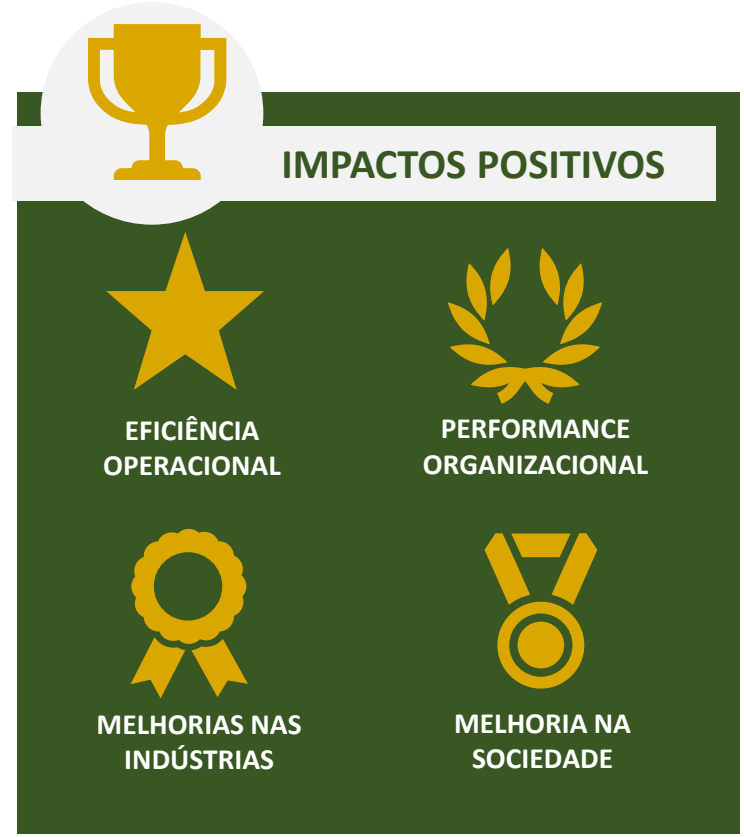 IMPACTOS POSITIVOS
EFICIÊNCIA
OPERACIONAL
PERFORMANCE
ORGANIZACIONAL
MELHORIAS NAS
INDÚSTRIAS
MELHORIA NA
SOCIEDADE